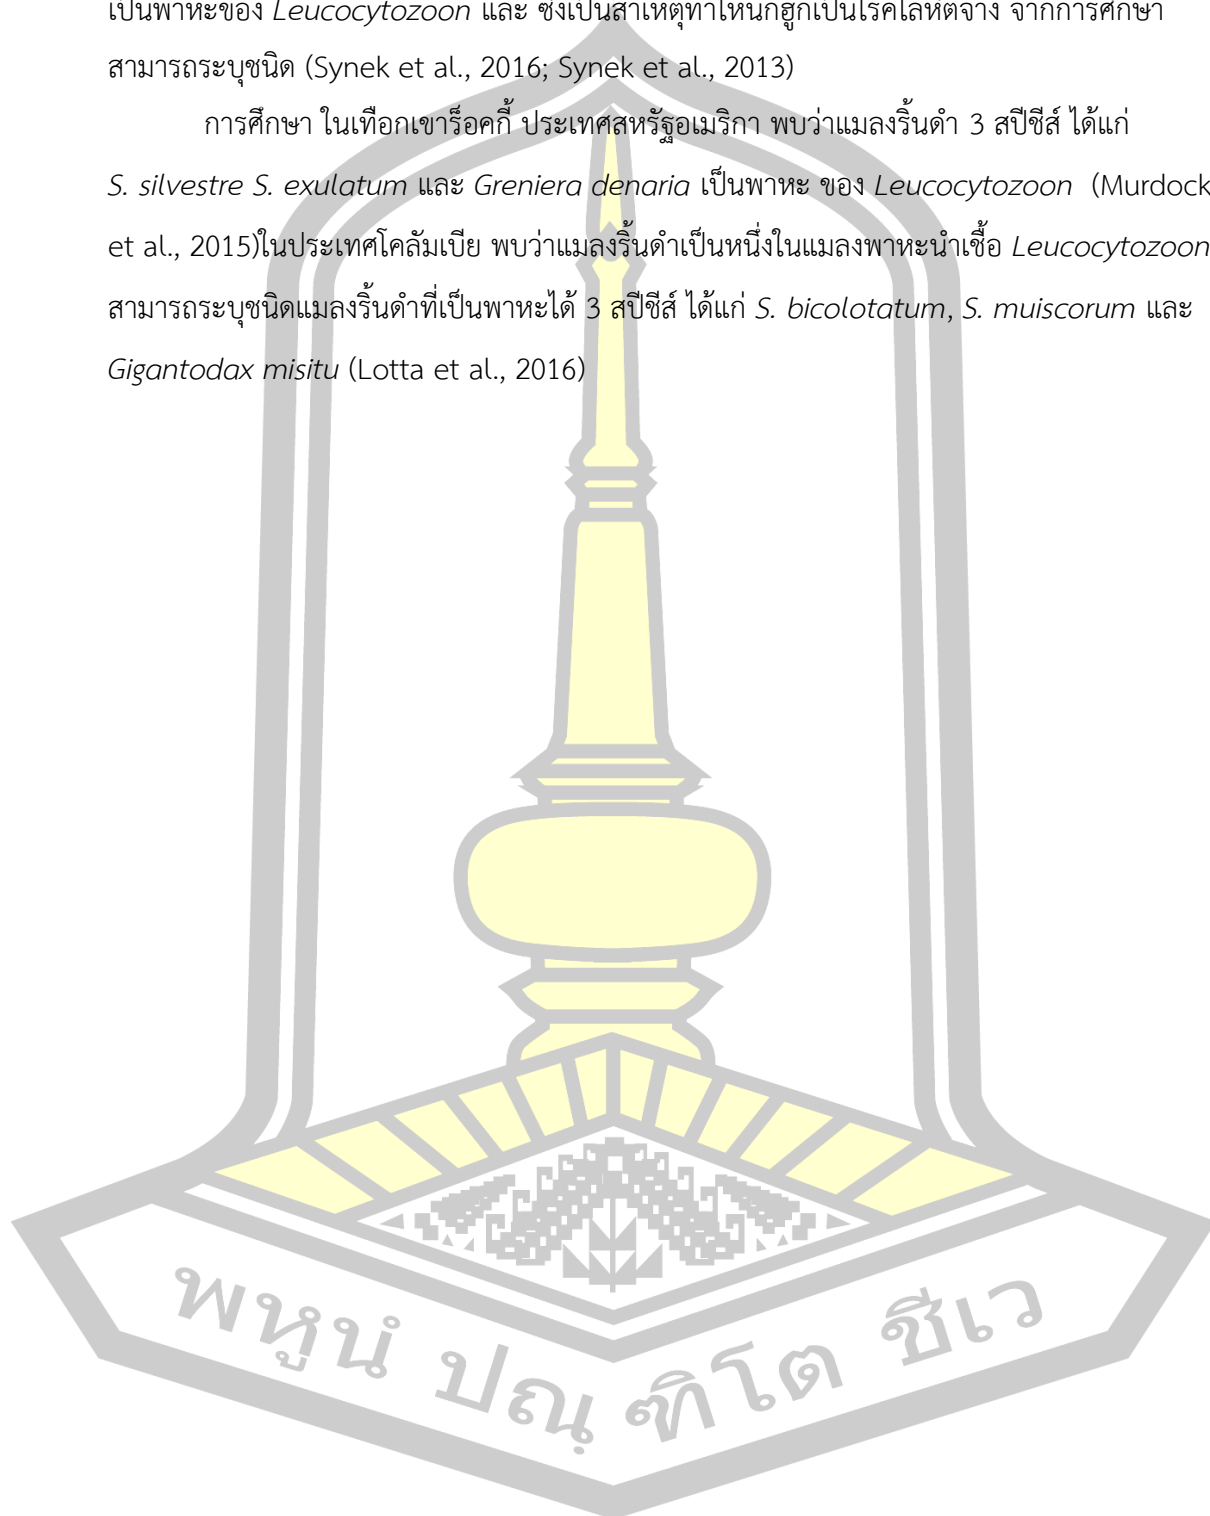 เป็นพาหะของ Leucocytozoon และ ซึ่งเป็นสาเหตุทำให้นกฮูกเป็นโรคโลหิตจาง จากการศึกษา
สามารถระบุชนิด (Synek et al., 2016; Synek et al., 2013)
การศึกษา ในเทือกเขาร็อคกี้ ประเทศสหรัฐอเมริกา พบว่าแมลงริ้นดำ 3 สปีชีส์ ได้แก่
S. silvestre S. exulatum และ Greniera denaria เป็นพาหะ ของ Leucocytozoon (Murdock
et al., 2015)ในประเทศโคลัมเบีย พบว่าแมลงริ้นดำเป็นหนึ่งในแมลงพาหะนำเชื้อ Leucocytozoon
สามารถระบุชนิดแมลงริ้นดำที่เป็นพาหะได้ 3 สปีชีส์ ได้แก่ S. bicolotatum, S. muiscorum และ
Gigantodax misitu (Lotta et al., 2016)
พหูนํ ปณฺฑิโต ชีเว